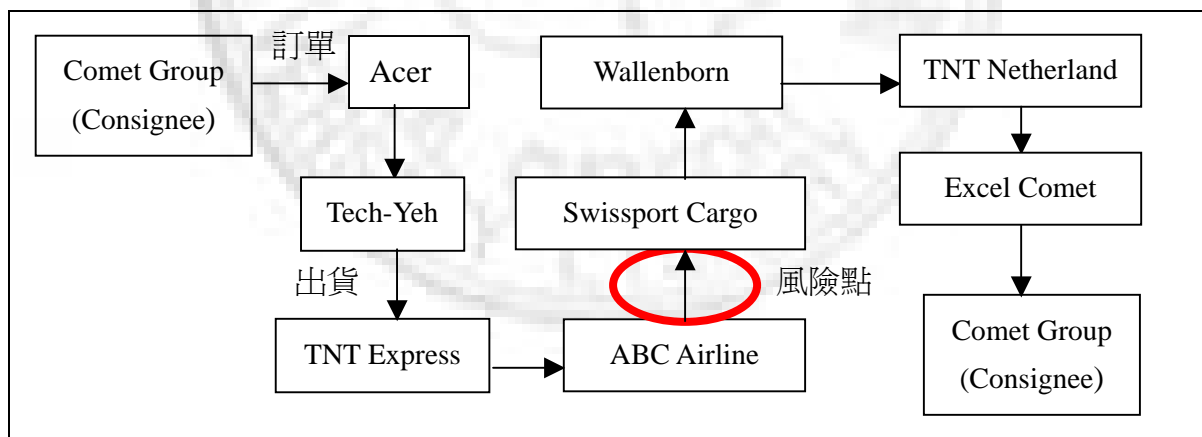 Comet Group
(Consignee)
訂單
Acer
Tech-Yeh
出貨
TNT Express
ABC Airline
風險點
Swissport Cargo
Wallenborn
TNT Netherland
Excel Comet
Comet Group
(Consignee)